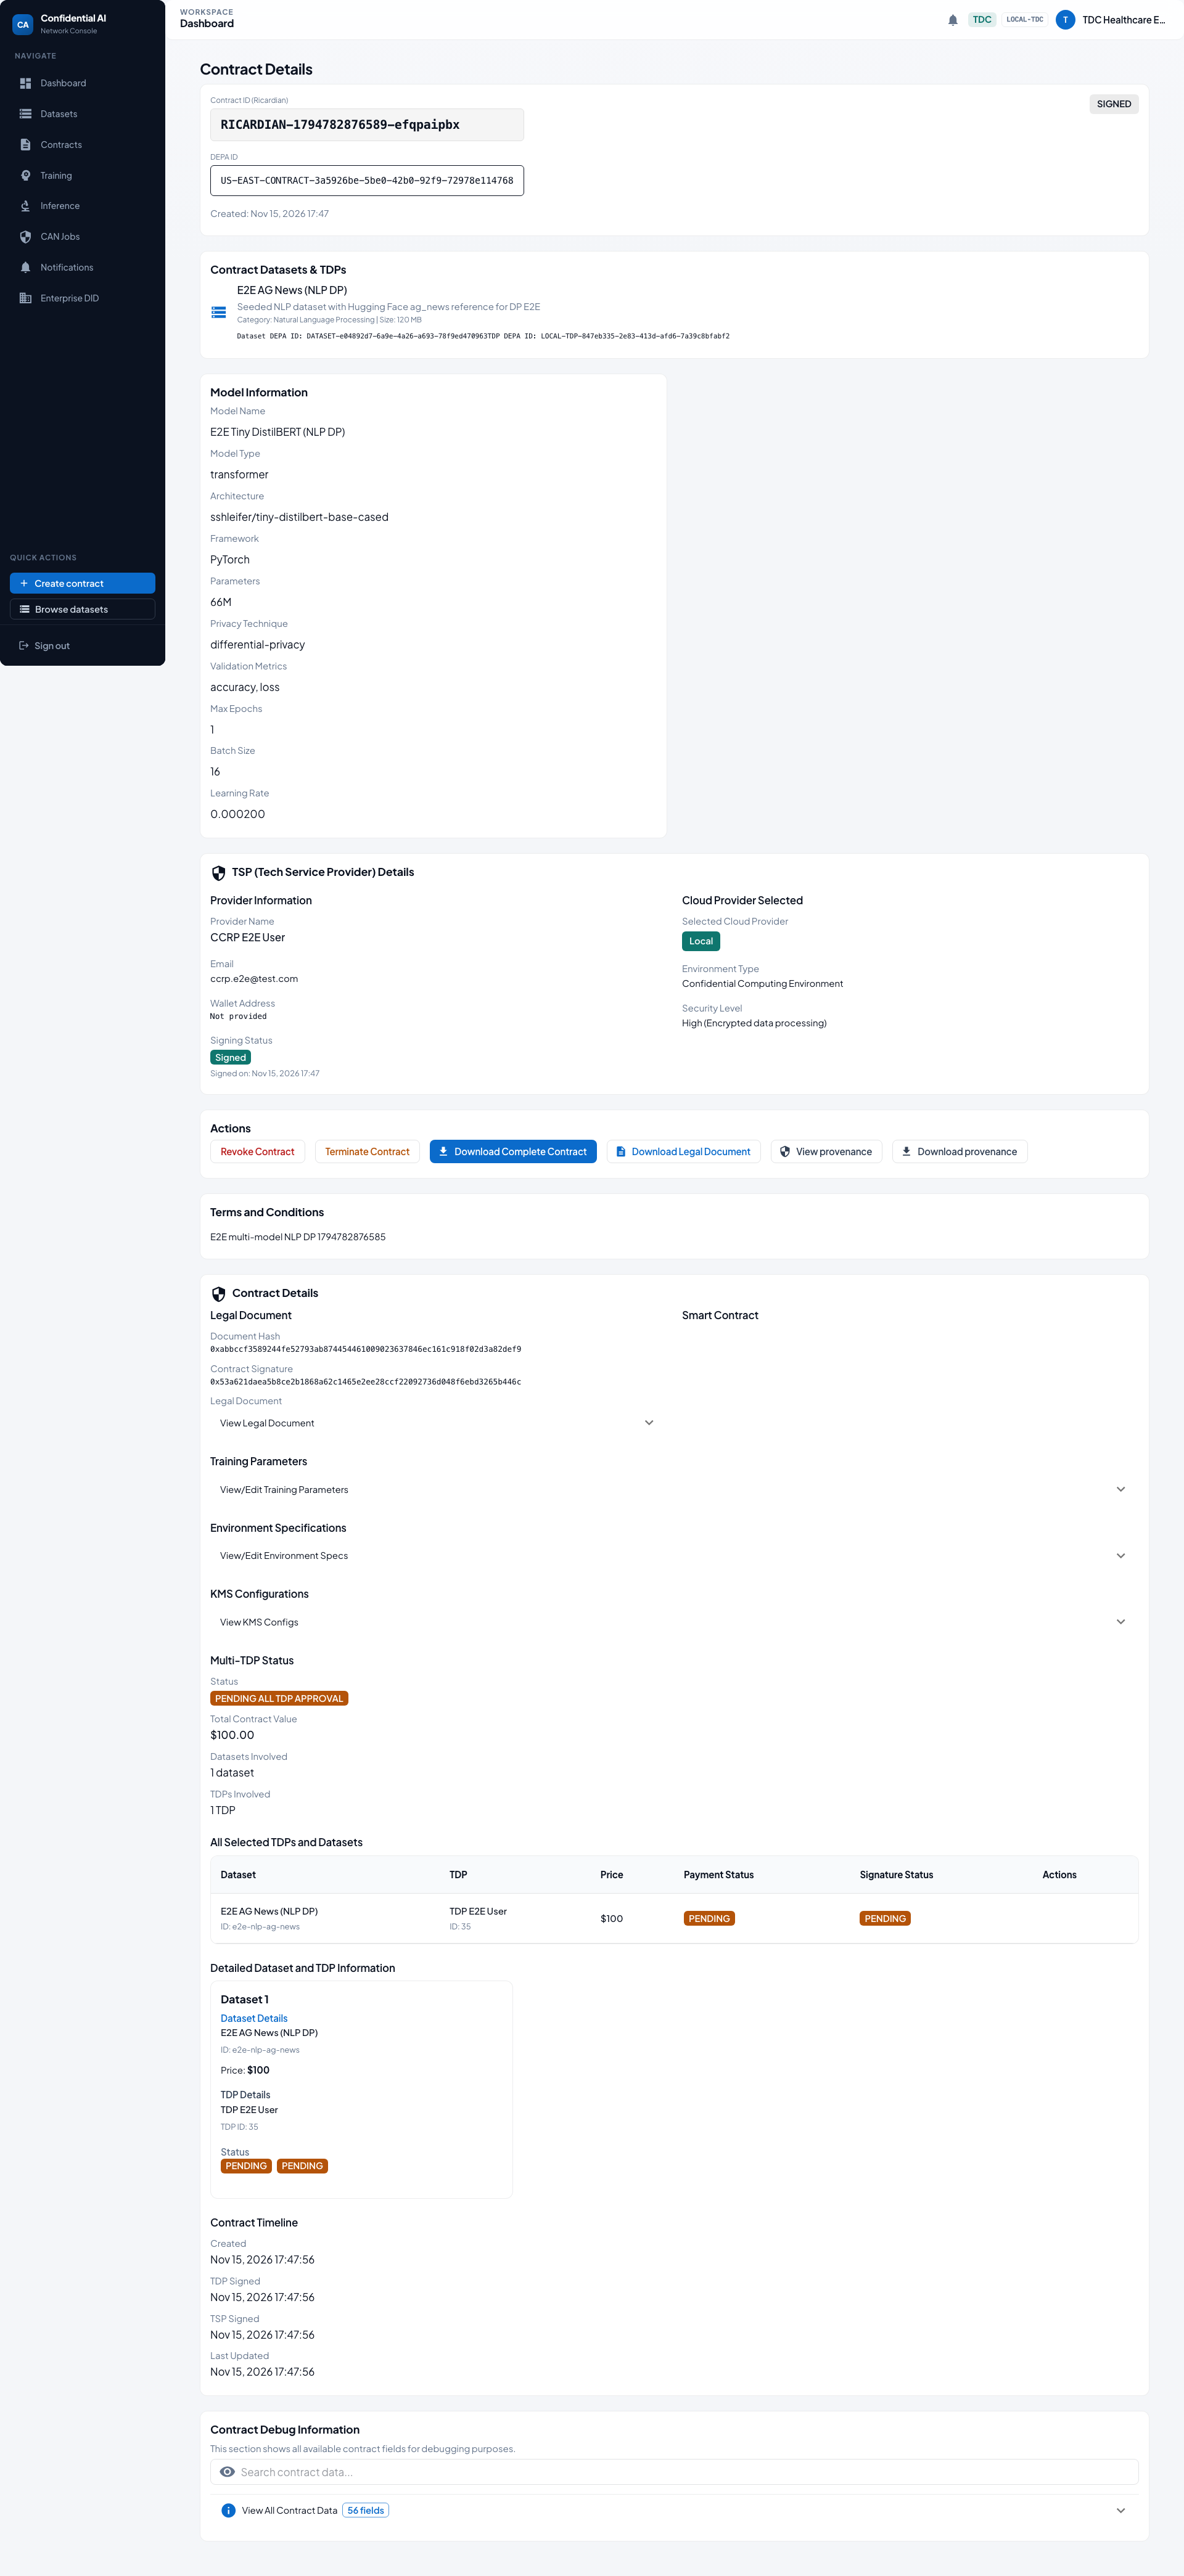 CA
Confidential AI
Network Console
NAVIGATE
Dashboard
Datasets
Contracts
Training
Inference
CAN Jobs
Notifications
Enterprise DID
QUICK ACTIONS
Create contract
Browse datasets
Sign out
WORKSPACE
Dashboard
TDC
LOCAL-TDC
T
TDC Healthcare E...
Contract Details
Contract ID (Ricardian)
SIGNED
RICARDIAN-1794782876589-efqpaipbx
DEPA ID
US-EAST-CONTRACT-3a5926be-5be0-42b0-92f9-72978e114768
Created: Nov 15, 2026 17:47
Contract Datasets & TDPs
E2E AG News (NLP DP)
Seeded NLP dataset with Hugging Face ag_news reference for DP E2E
Category: Natural Language Processing | Size: 120 MB
Dataset DEPA ID: DATASET-e04892d7-6a9e-4a26-a693-78f9ed470963TDP DEPA ID: LOCAL-TDP-847eb335-2e83-413d-afd6-7a39c8bfabf2
Model Information
Model Name
E2E Tiny DistilBERT (NLP DP)
Model Type
transformer
Architecture
sshleifer/tiny-distilbert-base-cased
Framework
PyTorch
Parameters
66M
Privacy Technique
differential-privacy
Validation Metrics
accuracy, loss
Max Epochs
1
Batch Size
16
Learning Rate
0.000200
TSP (Tech Service Provider) Details
Provider Information
Provider Name
CCRP E2E User
Email
ccrp.e2e@test.com
Wallet Address
Not provided
Signing Status
Signed
Signed on: Nov 15, 2026 17:47
Cloud Provider Selected
Selected Cloud Provider
Local
Environment Type
Confidential Computing Environment
Security Level
High (Encrypted data processing)
Actions
Revoke Contract
Terminate Contract
Download Complete Contract
Download Legal Document
View provenance
Download provenance
Terms and Conditions
E2E multi-model NLP DP 1794782876585
Contract Details
Legal Document
Smart Contract
Document Hash
0xabbccf3589244fe52793ab874454461009023637846ec161c918f02d3a82def9
Contract Signature
0x53a621daea5b8ce2b1868a62c1465e2ee28ccf22092736d048f6ebd3265b446c
Legal Document
View Legal Document
Training Parameters
View/Edit Training Parameters
Environment Specifications
View/Edit Environment Specs
KMS Configurations
View KMS Configs
Multi-TDP Status
Status
PENDING ALL TDP APPROVAL
Total Contract Value
$100.00
Datasets Involved
1 dataset
TDPs Involved
1 TDP
All Selected TDPs and Datasets
Dataset TDP Price Payment Status Signature Status Actions
E2E AG News (NLP DP) TDP E2E User $100 PENDING PENDING
ID: e2e-nlp-ag-news ID: 35
Detailed Dataset and TDP Information
Dataset 1
Dataset Details
E2E AG News (NLP DP)
ID: e2e-nlp-ag-news
Price: $100
TDP Details
TDP E2E User
TDP ID: 35
Status
PENDING PENDING
Contract Timeline
Created
Nov 15, 2026 17:47:56
TDP Signed
Nov 15, 2026 17:47:56
TSP Signed
Nov 15, 2026 17:47:56
Last Updated
Nov 15, 2026 17:47:56
Contract Debug Information
This section shows all available contract fields for debugging purposes.
Search contract data...
View All Contract Data 56 fields